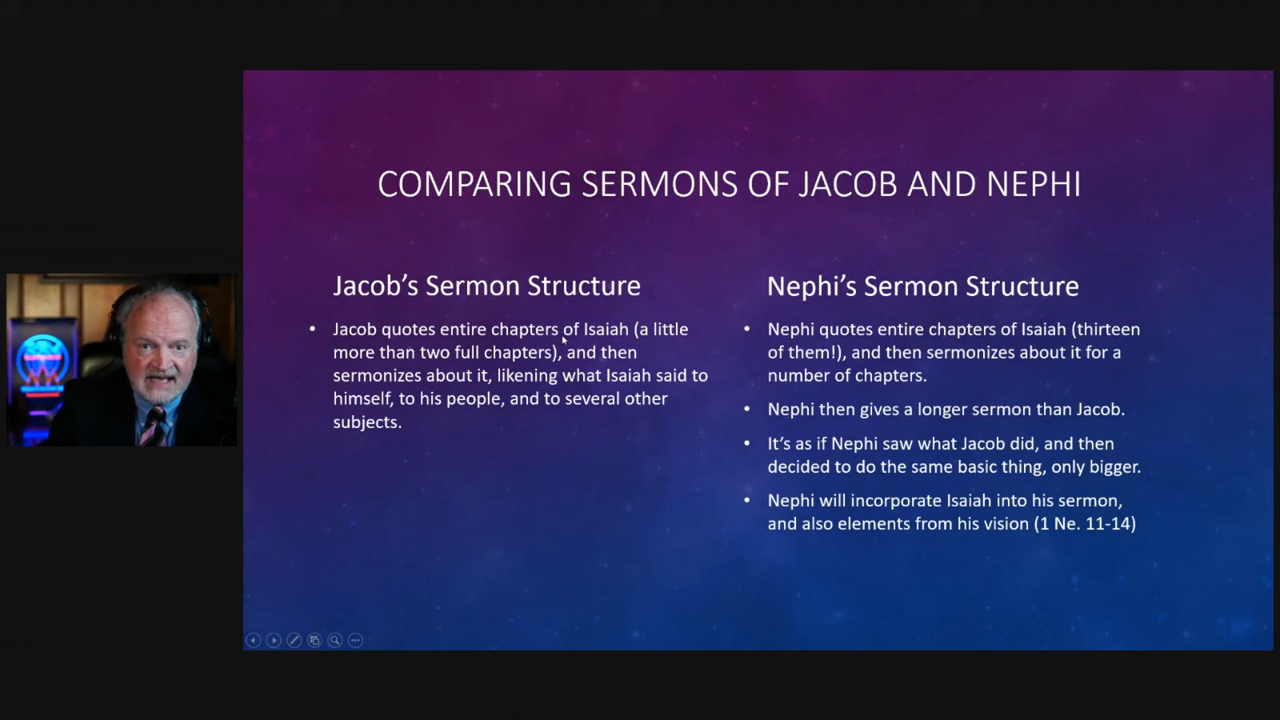 COMPARING SERMONS OF JACOB AND NEPHI
Jacob’s Sermon Structure
• Jacob quotes entire chapters of Isaiah (a little
more than two full chapters), and then
sermonizes about it, likening what Isaiah said to
himself, to his people, and to several other
subjects.
Nephi’s Sermon Structure
• Nephi quotes entire chapters of Isaiah (thirteen
of them!), and then sermonizes about it for a
number of chapters.
• Nephi then gives a longer sermon than Jacob.
• It’s as if Nephi saw what Jacob did, and then
decided to do the same basic thing, only bigger.
• Nephi will incorporate Isaiah into his sermon,
and also elements from his vision (1 Ne. 11-14)